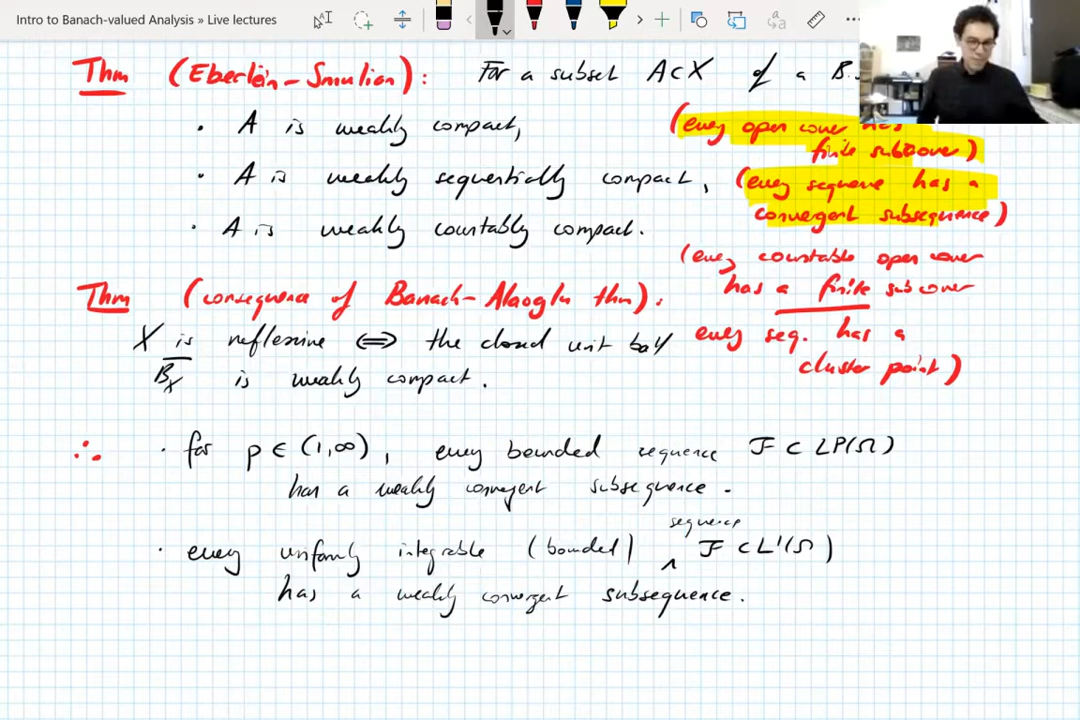 Intro to Banach-valued Analysis » Live lectures
Thm (Eberlein-Smulian): For a subset A⊂X of a B.
• A is weakly compact, (every open cover has
finite subcover)
• A is weakly sequentially compact, (every sequence has a
convergent subsequence)
• A is weakly countably compact.
(every countable open cover
has a finite subcover
Thm (consequence of Banach-Alaoglu thm).
every seq. has a
cluster point)
X is reflexive ⟺ the closed unit ball
B_X is weakly compact.
∴ • for p ∈ (1,∞), every bounded sequence F ⊂ LP(Ω)
has a weakly convergent subsequence.
sequence
• every uniformly integrable (bounded) ∧ F ⊂ L'(Ω)
has a weakly convergent subsequence.